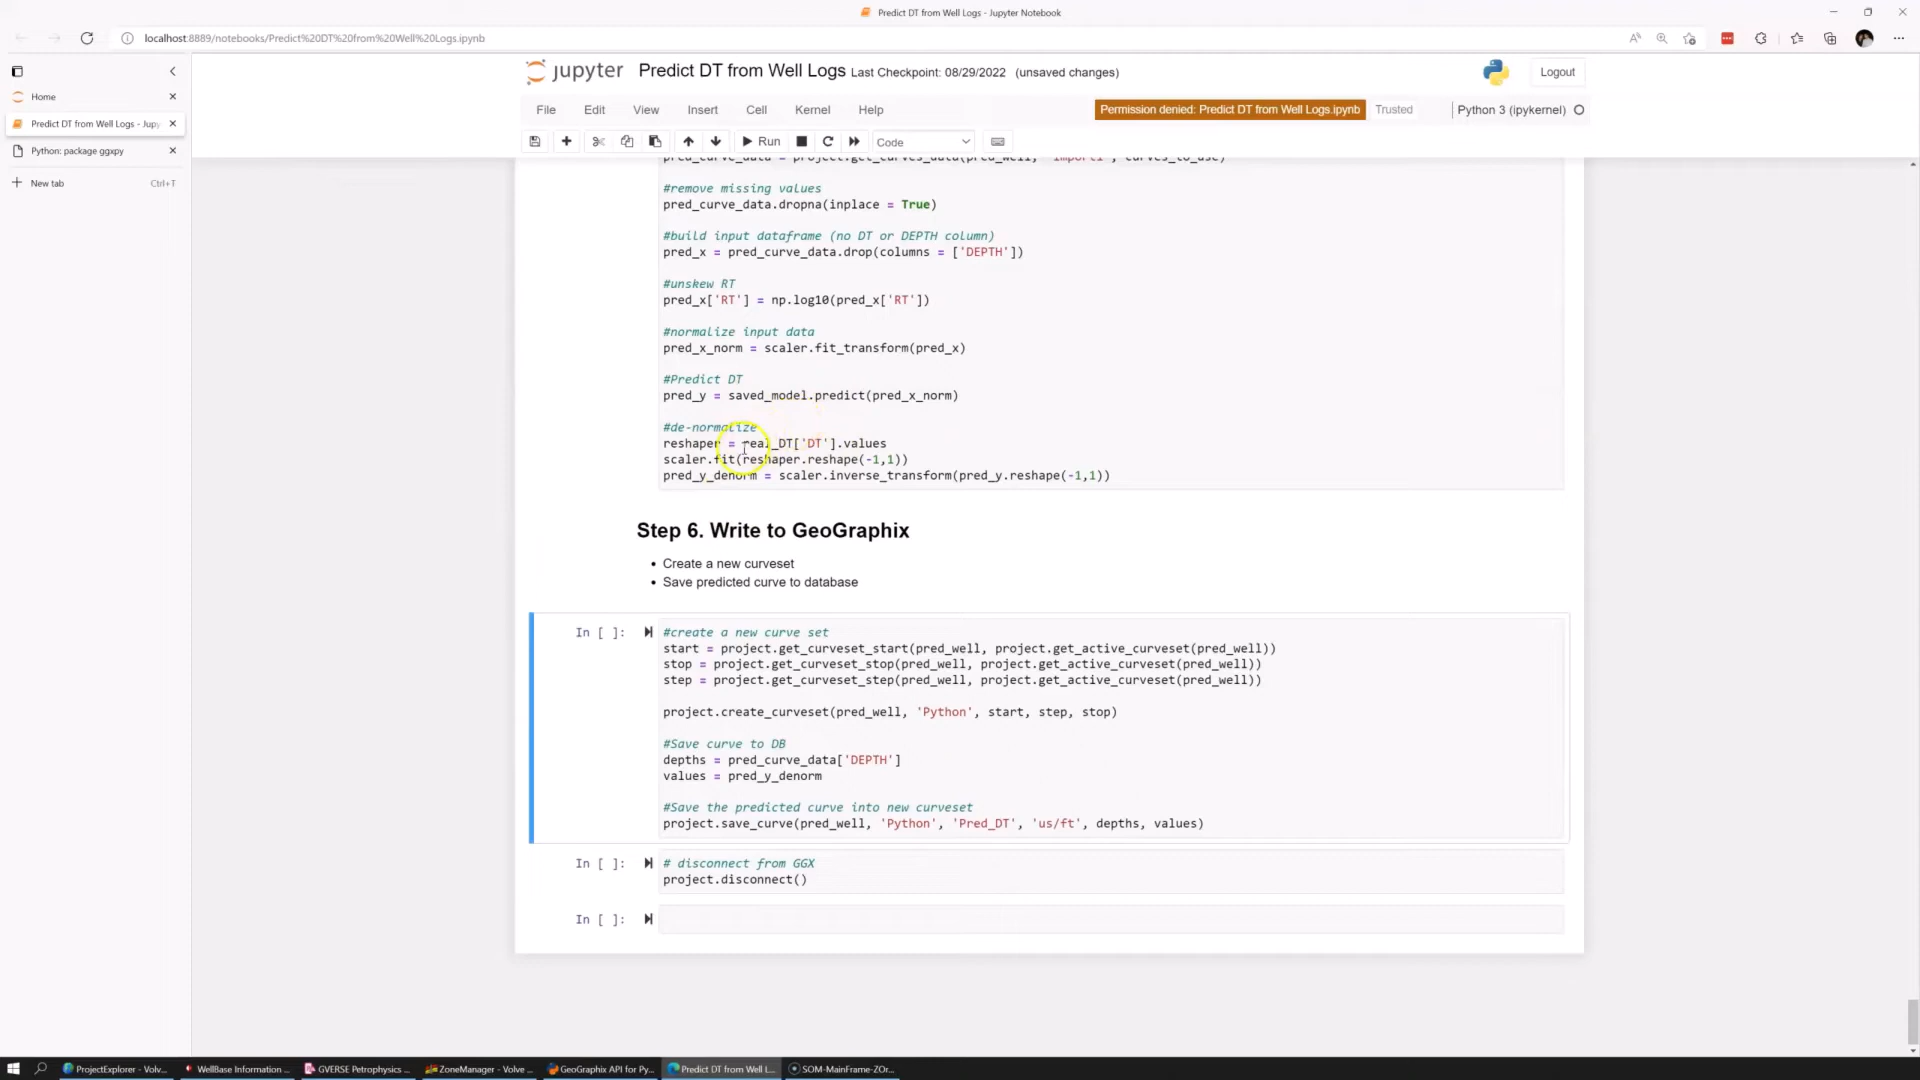 Predict DT from Well Logs - Jupyter Notebook
localhost:8889/notebooks/Predict%20DT%20from%20Well%20Logs.ipynb
Home
Predict DT from Well Logs - Jupy
Python: package ggxpy
New tab
Ctrl+T
jupyter
Predict DT from Well Logs Last Checkpoint: 08/29/2022 (unsaved changes)
Logout
File
Edit
View
Insert
Cell
Kernel
Help
Permission denied: Predict DT from Well Logs.ipynb
Trusted
Python 3 (ipykernel)
Run
Code
pred_curve_data = project.get_curves_data(pred_well, 'Import1', curves_to_use)
#remove missing values
pred_curve_data.dropna(inplace = True)
#build input dataframe (no DT or DEPTH column)
pred_x = pred_curve_data.drop(columns = ['DEPTH'])
#unskew RT
pred_x['RT'] = np.log10(pred_x['RT'])
#normalize input data
pred_x_norm = scaler.fit_transform(pred_x)
#Predict DT
pred_y = saved_model.predict(pred_x_norm)
#de-normalize
reshaper = real_DT['DT'].values
scaler.fit(reshaper.reshape(-1,1))
pred_y_denorm = scaler.inverse_transform(pred_y.reshape(-1,1))
Step 6. Write to GeoGraphix
• Create a new curveset
• Save predicted curve to database
In [ ]:
#create a new curve set
start = project.get_curveset_start(pred_well, project.get_active_curveset(pred_well))
stop = project.get_curveset_stop(pred_well, project.get_active_curveset(pred_well))
step = project.get_curveset_step(pred_well, project.get_active_curveset(pred_well))
project.create_curveset(pred_well, 'Python', start, step, stop)
#Save curve to DB
depths = pred_curve_data['DEPTH']
values = pred_y_denorm
#Save the predicted curve into new curveset
project.save_curve(pred_well, 'Python', 'Pred_DT', 'us/ft', depths, values)
In [ ]:
# disconnect from GGX
project.disconnect()
In [ ]:
ProjectExplorer - Volv...
WellBase Information ...
GVERSE Petrophysics ...
ZoneManager - Volve ...
GeoGraphix API for Py...
Predict DT from Well L...
SOM-MainFrame-ZOr...